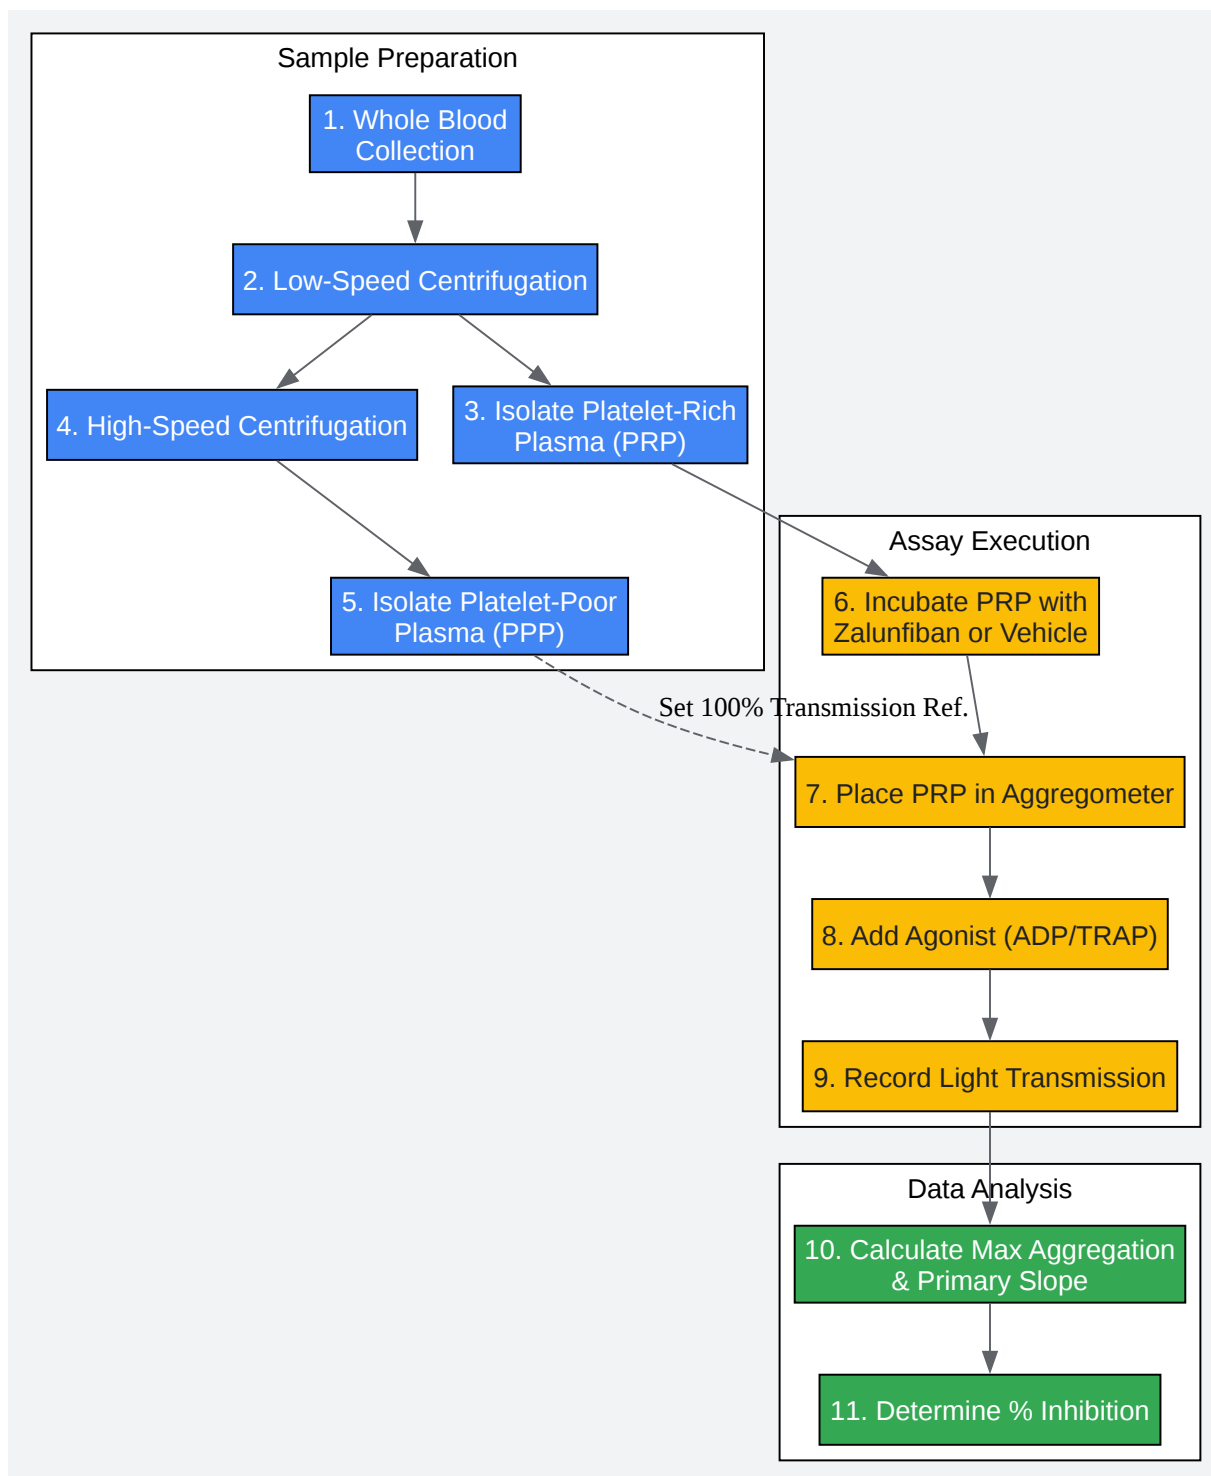 Sample Preparation
1. Whole Blood
Collection
2. Low-Speed Centrifugation
4. High-Speed Centrifugation
3. Isolate Platelet-Rich
Plasma (PRP)
5. Isolate Platelet-Poor
Plasma (PPP)
Assay Execution
6. Incubate PRP with
Zalunfiban or Vehicle
Set 100% Transmission Ref.
7. Place PRP in Aggregometer
8. Add Agonist (ADP/TRAP)
9. Record Light Transmission
Data Analysis
10. Calculate Max Aggregation
& Primary Slope
11. Determine % Inhibition